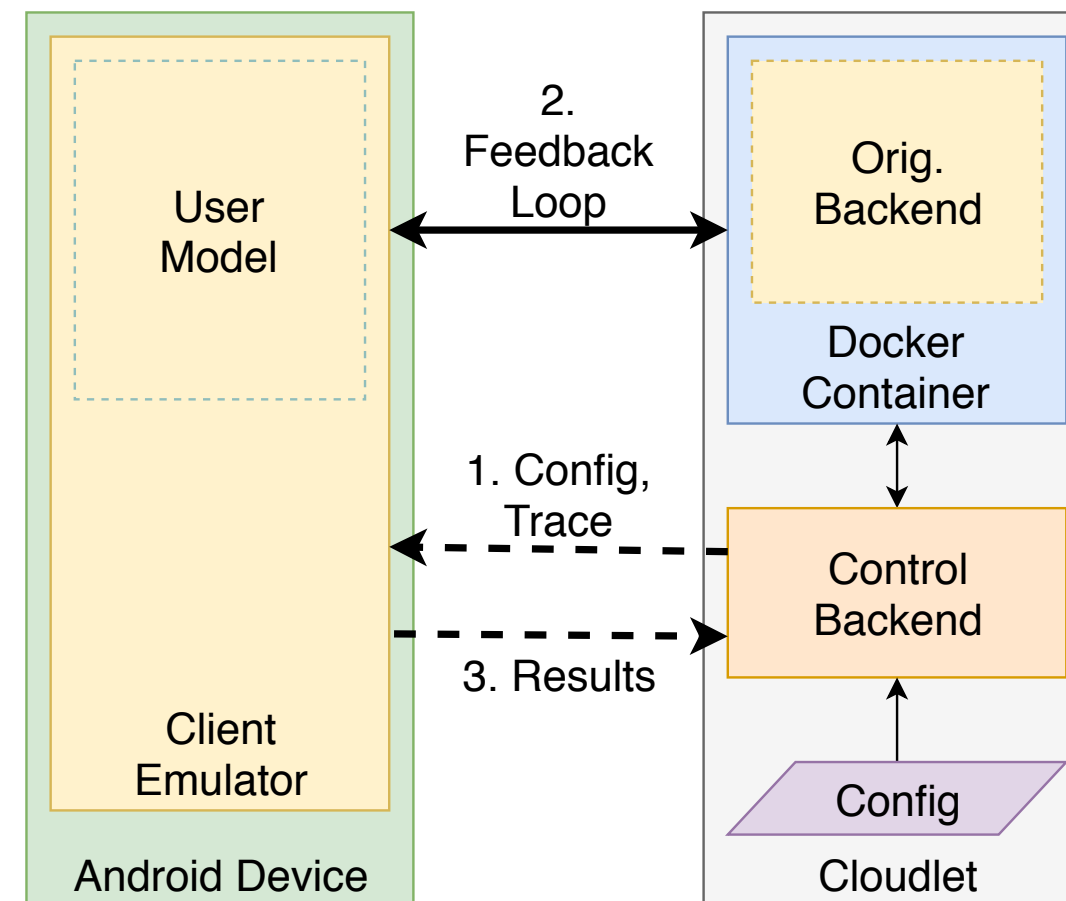 User
Model
Client
Emulator
Android Device
2.
Feedback
Loop
1. Config,
Trace
3. Results
Orig.
Backend
Docker
Container
Control
Backend
Config
Cloudlet